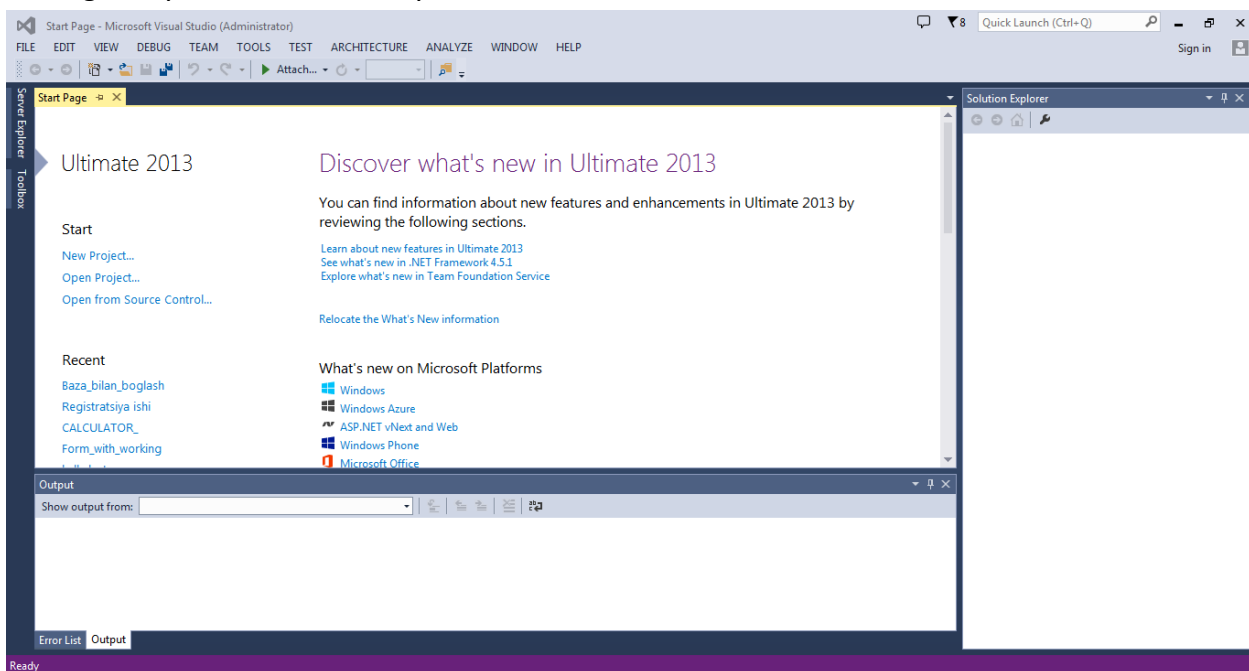 Start Page - Microsoft Visual Studio (Administrator)
8
Quick Launch (Ctrl+Q)
FILE EDIT VIEW DEBUG TEAM TOOLS TEST ARCHITECTURE ANALYZE WINDOW HELP
Sign in
Attach...
Server Explorer
Toolbox
Start Page
Ultimate 2013
Start
New Project...
Open Project...
Open from Source Control...
Recent
Baza_bilan_boglash
Registratsiya ishi
CALCULATOR_
Form_with_working
Discover what's new in Ultimate 2013
You can find information about new features and enhancements in Ultimate 2013 by
reviewing the following sections.
Learn about new features in Ultimate 2013
See what's new in .NET Framework 4.5.1
Explore what's new in Team Foundation Service
Relocate the What's New information
What's new on Microsoft Platforms
Windows
Windows Azure
ASP.NET vNext and Web
Windows Phone
Microsoft Office
Solution Explorer
Output
Show output from:
Error List Output
Ready